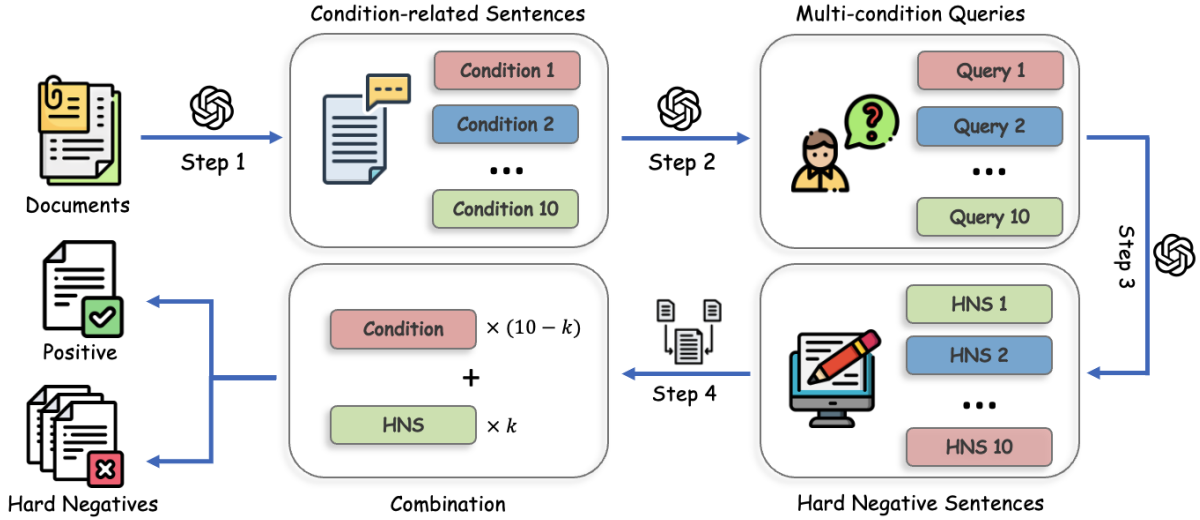 Condition-related Sentences
Multi-condition Queries
Documents
Step 1
Condition 1
Condition 2
...
Condition 10
Step 2
?
Query 1
Query 2
...
Query 10
Step 3
HNS 1
HNS 2
...
HNS 10
Hard Negative Sentences
Step 4
Condition × (10 − k)
+
HNS × k
Combination
Positive
Hard Negatives